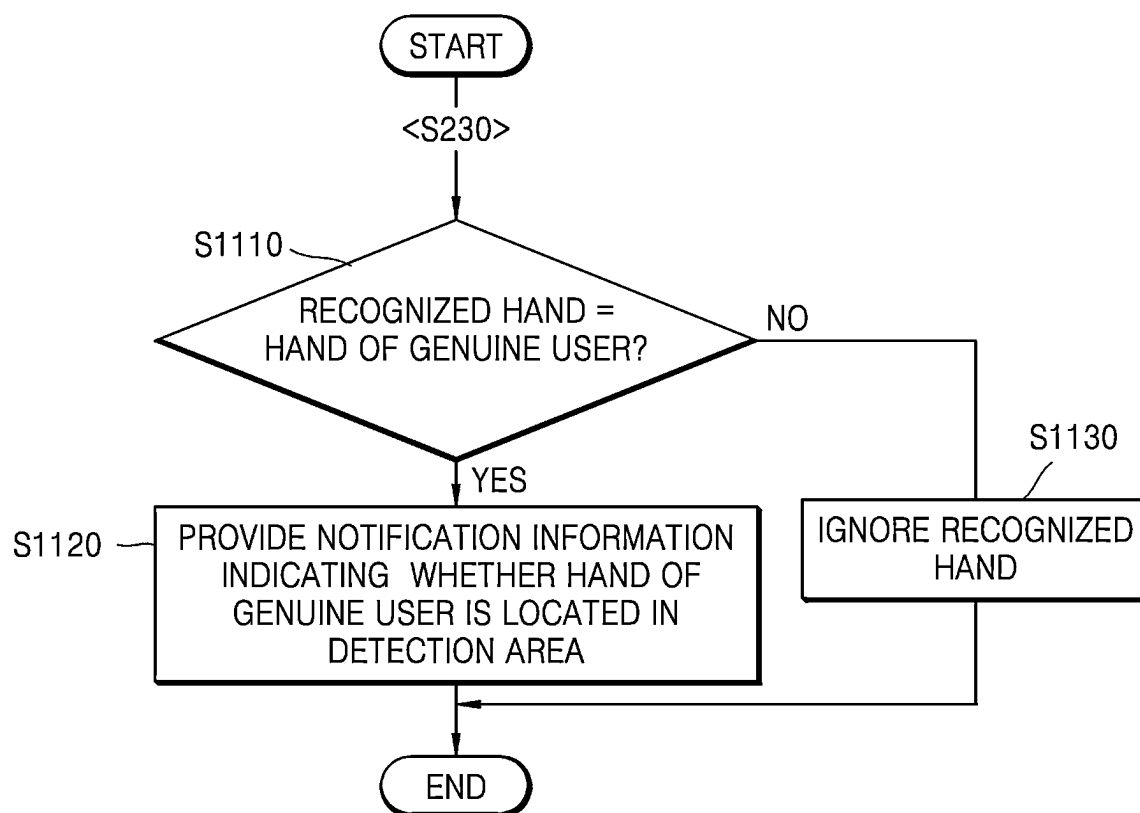 START
<S230>
S1110
RECOGNIZED HAND =
HAND OF GENUINE USER?
NO
YES
S1130
IGNORE RECOGNIZED
HAND
S1120
PROVIDE NOTIFICATION INFORMATION
INDICATING WHETHER HAND OF
GENUINE USER IS LOCATED IN
DETECTION AREA
END